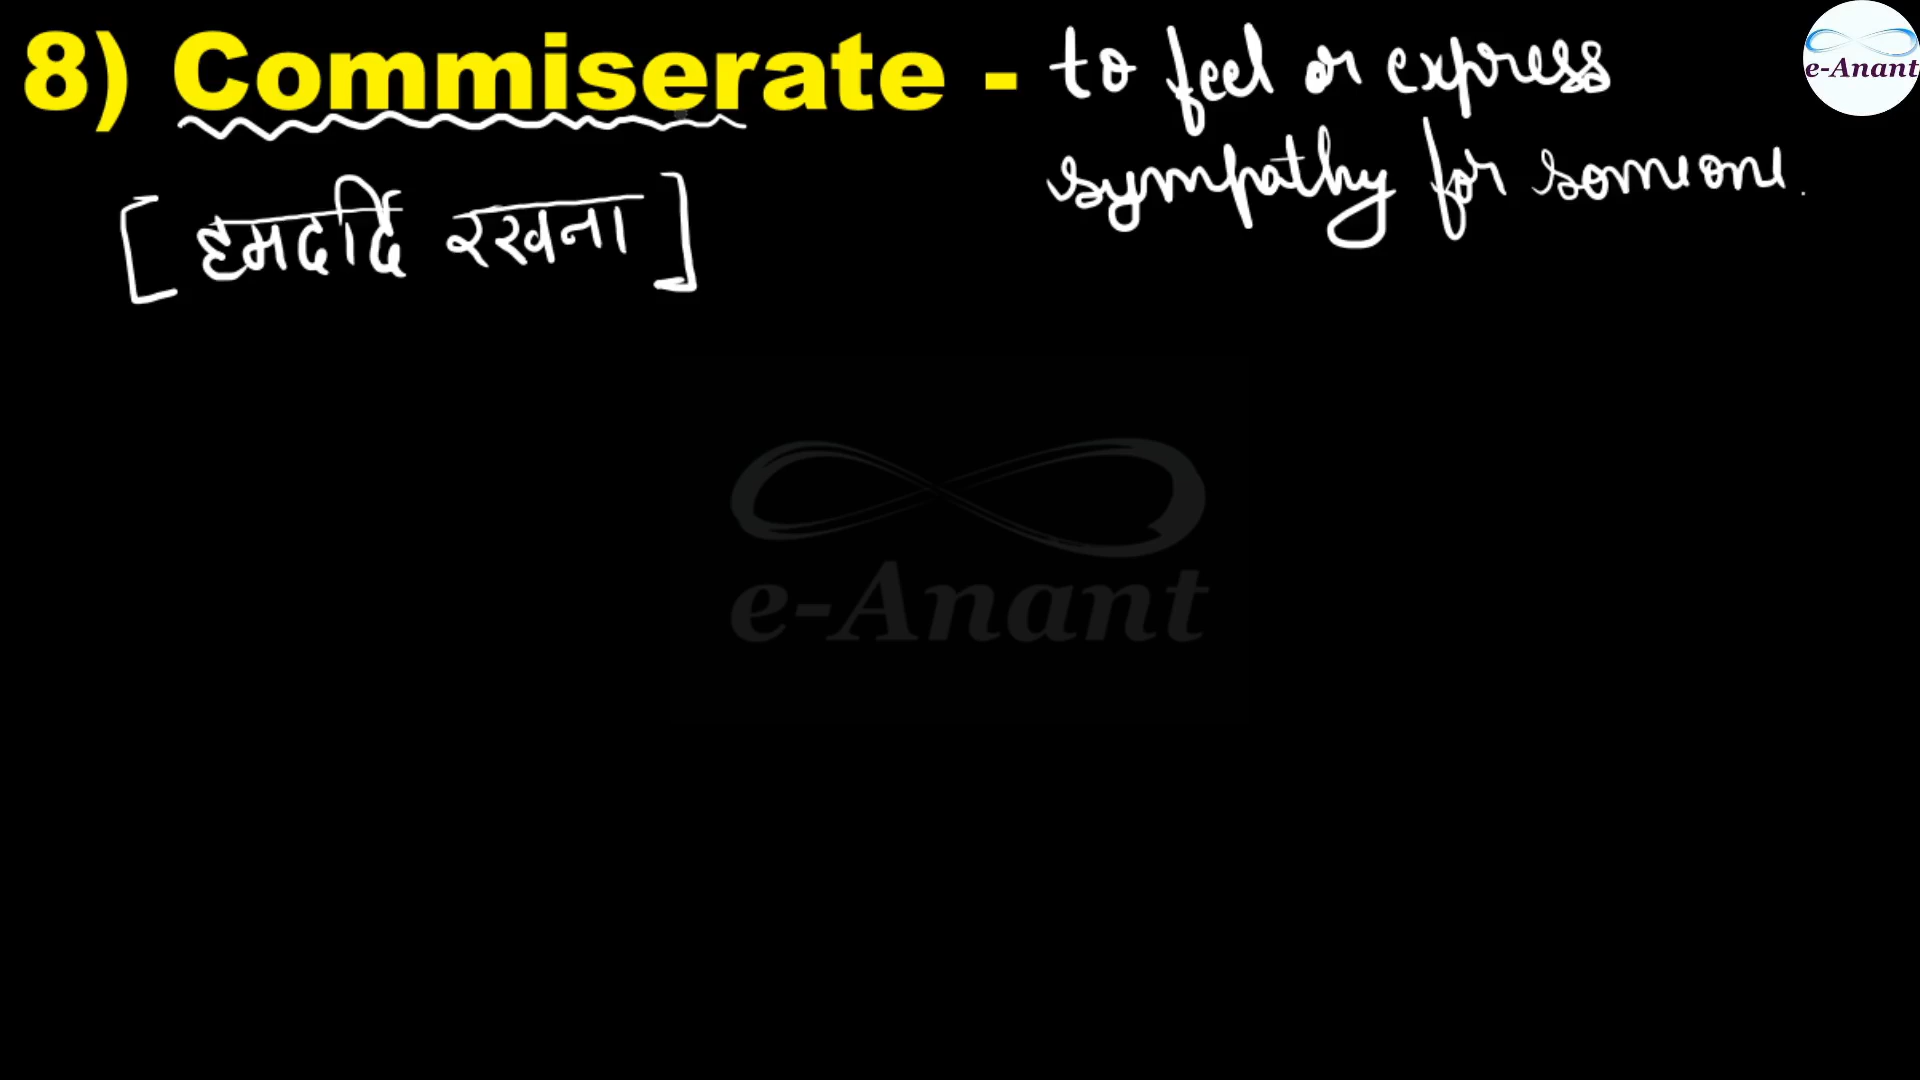 8) Commiserate - to feel or express
sympathy for someone.
[हमदर्दि रखना]
e-Anant
e-Anant